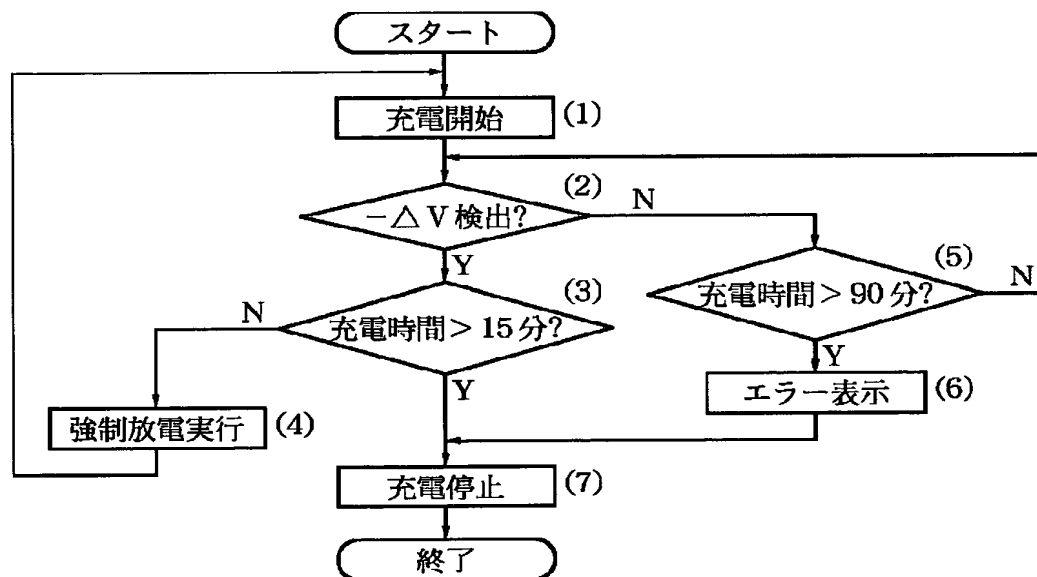 スタート
充電開始
(1)
(2)
−△V検出?
N
Y
(3)
充電時間>15分?
N
Y
(4)
強制放電実行
(5)
充電時間>90分?
N
Y
(6)
エラー表示
(7)
充電停止
終了